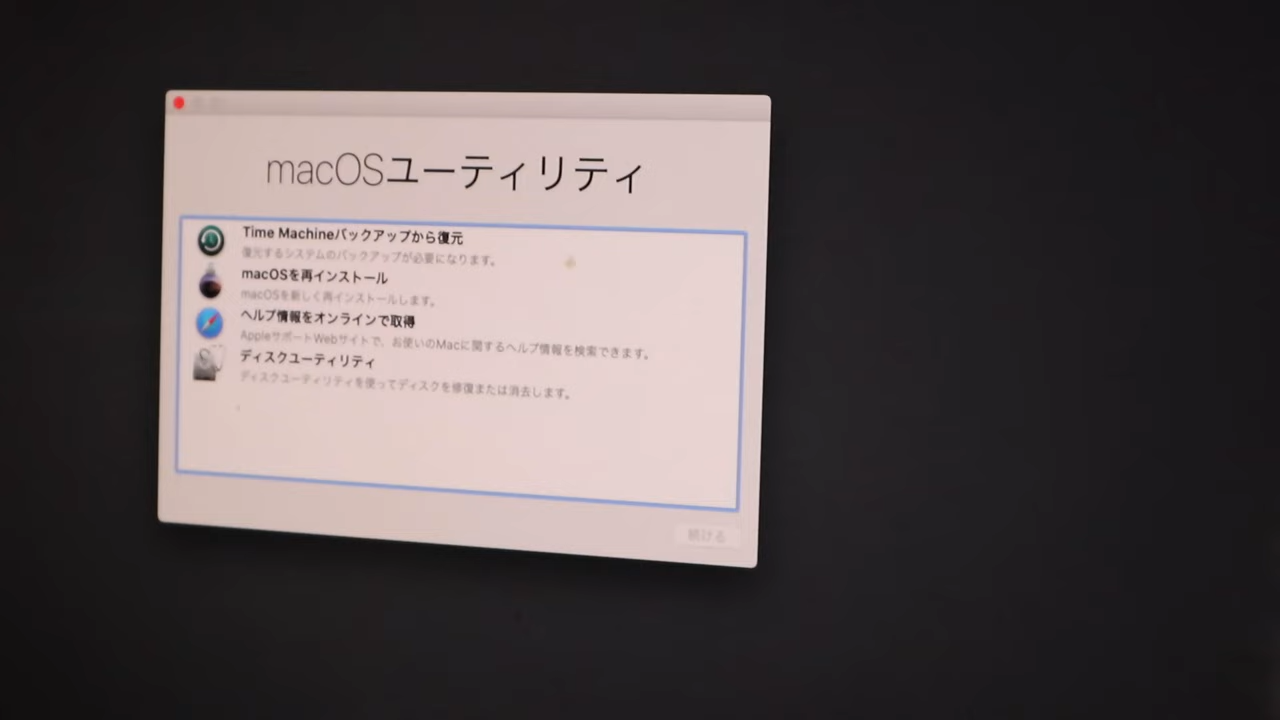 macOSユーティリティ
Time Machineバックアップから復元
復元するシステムのバックアップが必要になります。
macOSを再インストール
macOSを新しく再インストールします。
ヘルプ情報をオンラインで取得
AppleサポートWebサイトで、お使いのMacに関するヘルプ情報を検索できます。
ディスクユーティリティ
ディスクユーティリティを使ってディスクを修復または消去します。
続ける